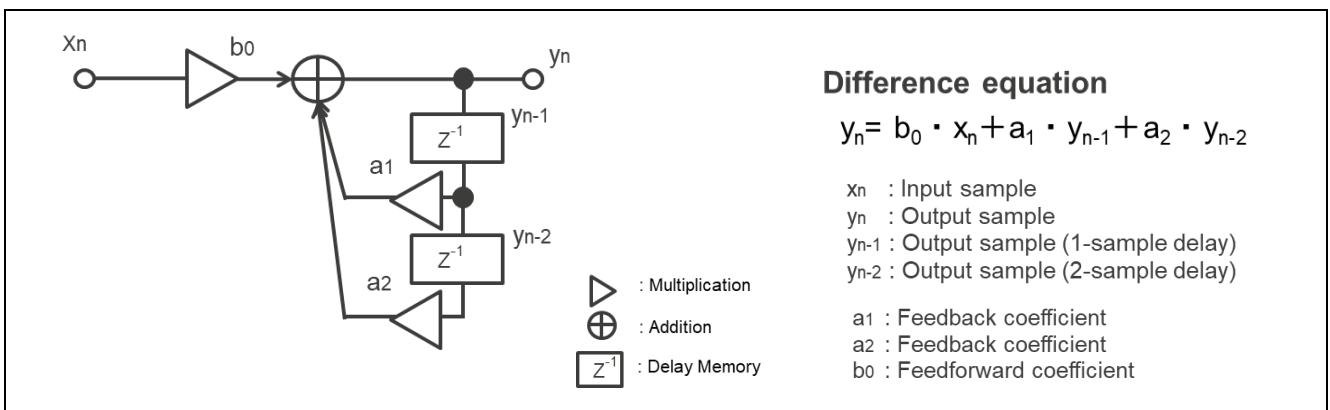 xn
b0
yn
yn-1
Z⁻¹
a1
yn-2
Z⁻¹
a2
: Multiplication
: Addition
Z⁻¹ : Delay Memory
Difference equation
yn= b0・xn+a1・yn-1+a2・yn-2
xn : Input sample
yn : Output sample
yn-1 : Output sample (1-sample delay)
yn-2 : Output sample (2-sample delay)
a1 : Feedback coefficient
a2 : Feedback coefficient
b0 : Feedforward coefficient